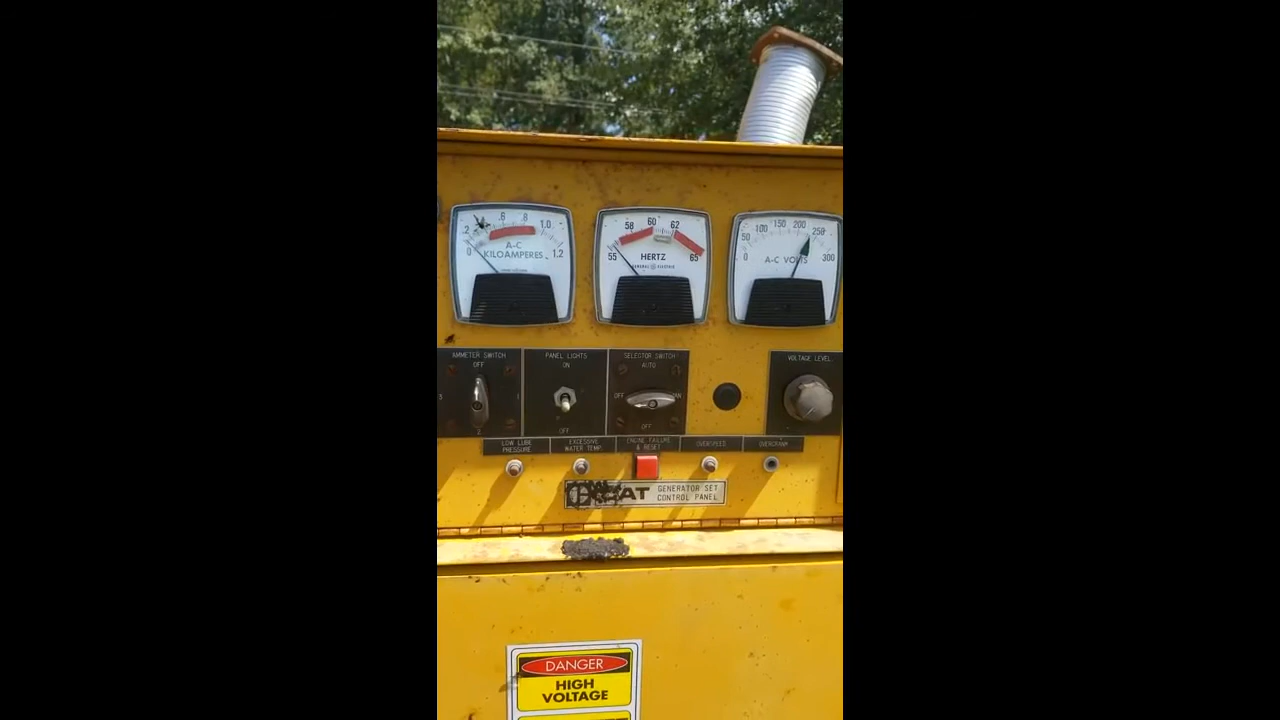 .2 .6 .8 1.0
0 1.2
A-C
KILOAMPERES
55 58 60 62 65
HERTZ
GENERAL ELECTRIC
0 50 100 150 200 250 300
A-C VOLTS
AMMETER SWITCH
OFF
3 1
2
PANEL LIGHTS
ON
OFF
SELECTOR SWITCH
AUTO
OFF
OFF
VOLTAGE LEVEL
LOW LUBE
PRESSURE
EXCESSIVE
WATER TEMP.
ENGINE FAILURE
& RESET
OVERSPEED
OVERCRANK
CAT
GENERATOR SET
CONTROL PANEL
DANGER
HIGH
VOLTAGE